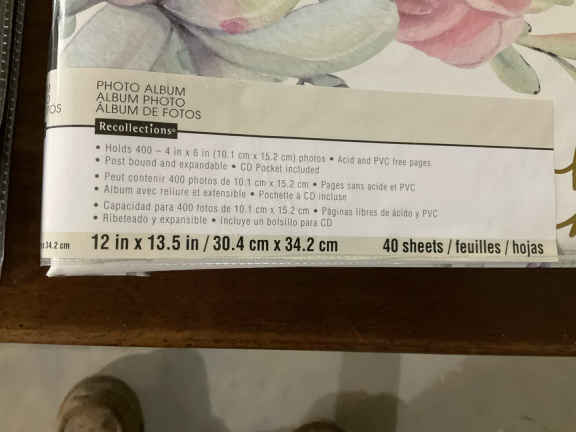 PHOTO ALBUM
ALBUM PHOTO
ÁLBUM DE FOTOS
Recollections®
• Holds 400 – 4 in x 6 in (10.1 cm x 15.2 cm) photos • Acid and PVC free pages
• Post bound and expandable • CD Pocket included
• Peut contenir 400 photos de 10.1 cm x 15.2 cm • Pages sans acide et PVC
• Album avec reliure et extensible • Pochette à CD incluse
• Capacidad para 400 fotos de 10.1 cm x 15.2 cm • Páginas libres de ácido y PVC
• Ribeteado y expansible • Incluye un bolsillo para CD
12 in x 13.5 in / 30.4 cm x 34.2 cm 40 sheets / feuilles / hojas
34.2 cm